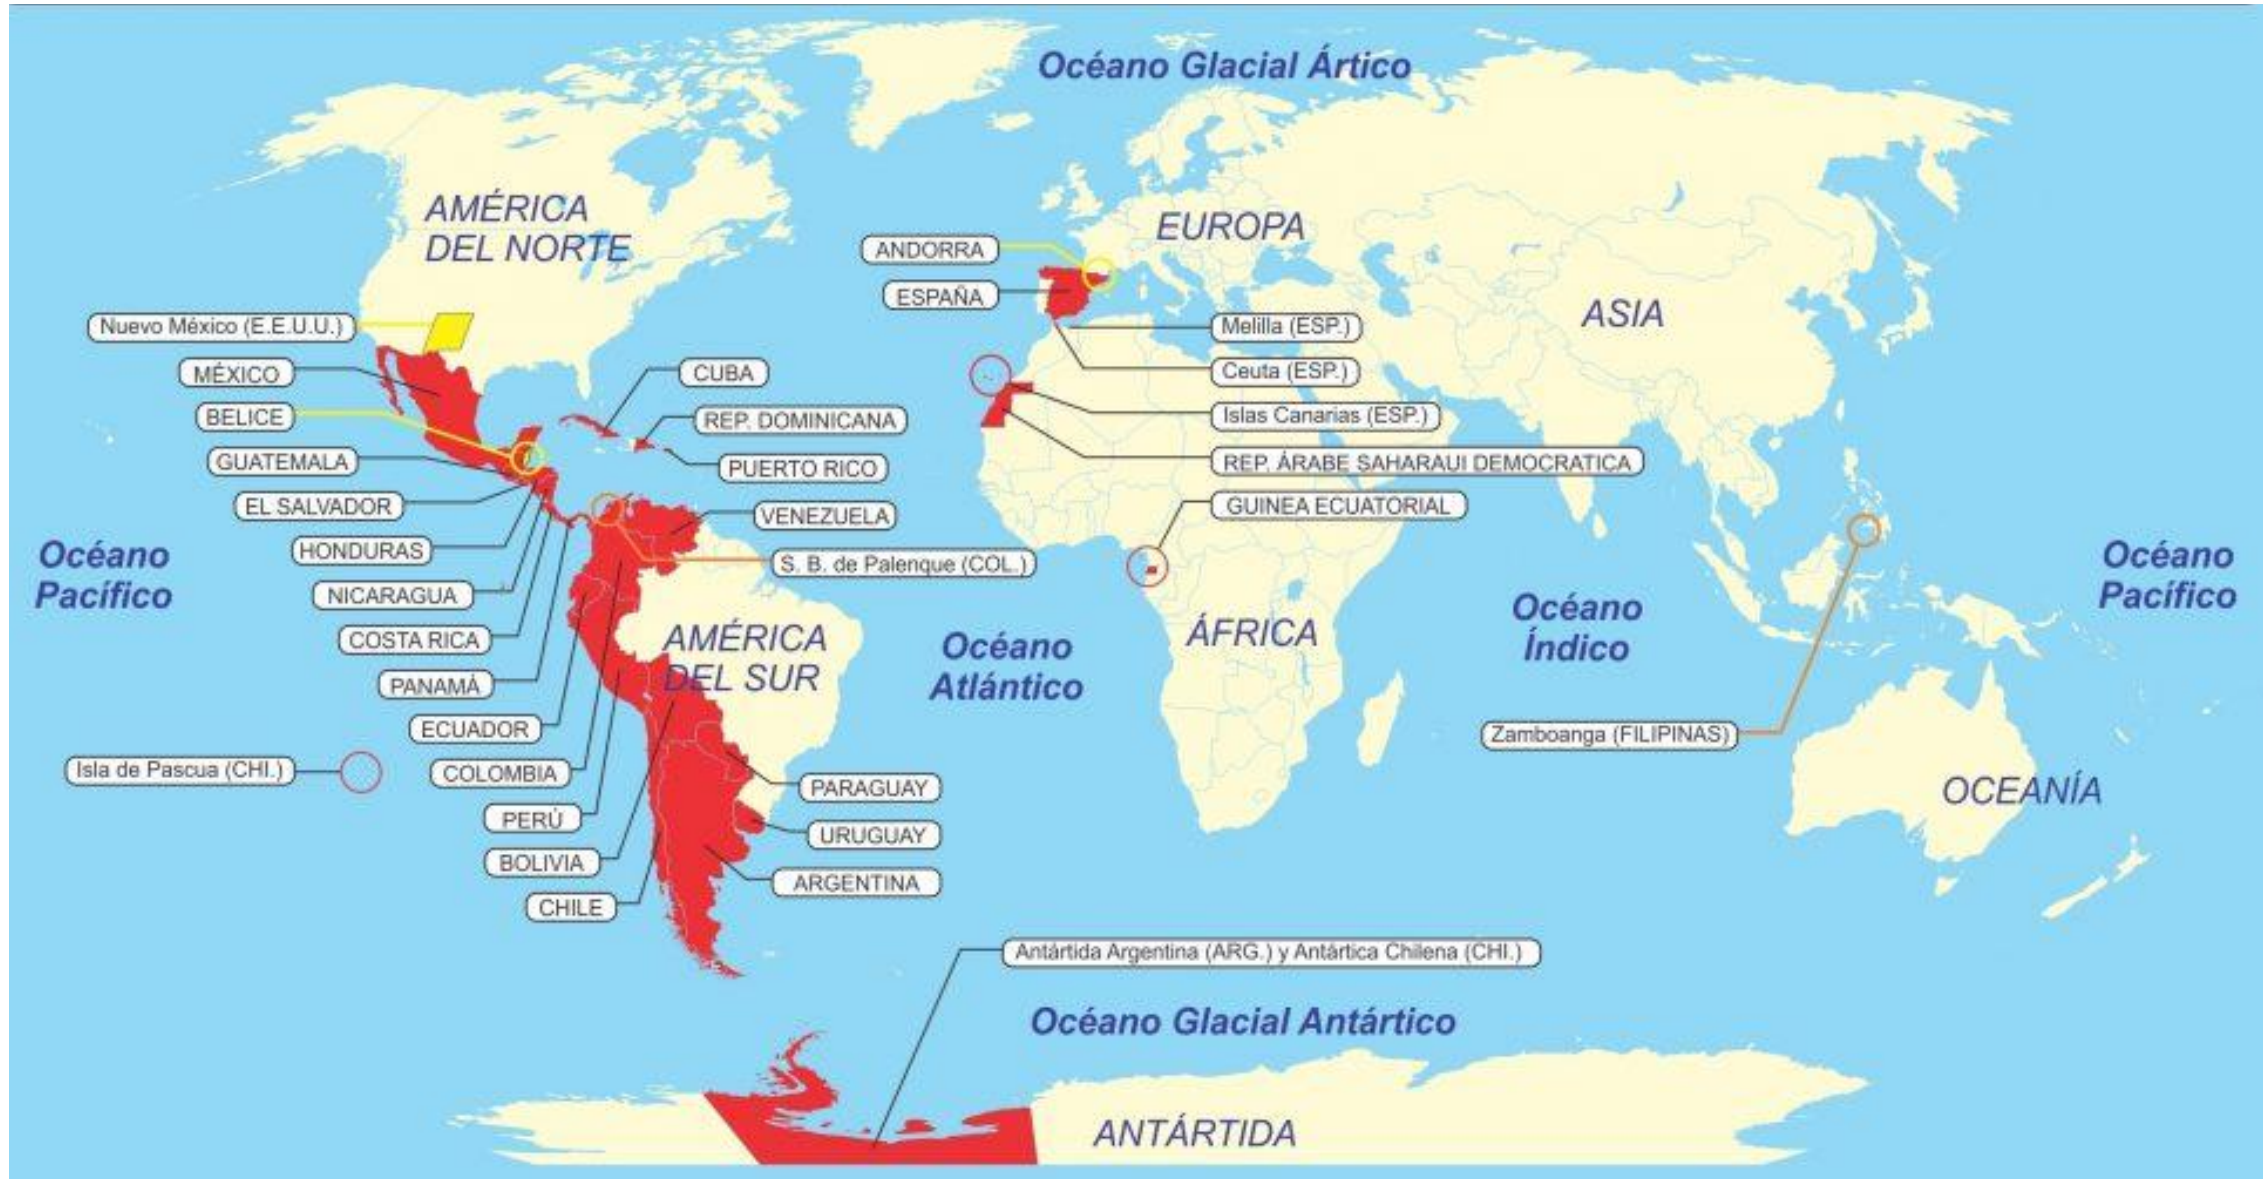 Océano Glacial Ártico
AMÉRICA
DEL NORTE
EUROPA
ASIA
ANDORRA
ESPAÑA
Nuevo México (E.E.U.U.)
MÉXICO
BELICE
GUATEMALA
EL SALVADOR
HONDURAS
NICARAGUA
COSTA RICA
PANAMÁ
ECUADOR
COLOMBIA
PERÚ
BOLIVIA
CHILE
CUBA
REP. DOMINICANA
PUERTO RICO
VENEZUELA
S. B. de Palenque (COL.)
Melilla (ESP.)
Ceuta (ESP.)
Islas Canarias (ESP.)
REP. ÁRABE SAHARAUI DEMOCRATICA
GUINEA ECUATORIAL
Océano
Pacífico
AMÉRICA
DEL SUR
Océano
Atlántico
ÁFRICA
Océano
Índico
Océano
Pacífico
Zamboanga (FILIPINAS)
Isla de Pascua (CHI.)
PARAGUAY
URUGUAY
ARGENTINA
OCEANÍA
Antártida Argentina (ARG.) y Antártica Chilena (CHI.)
Océano Glacial Antártico
ANTÁRTIDA